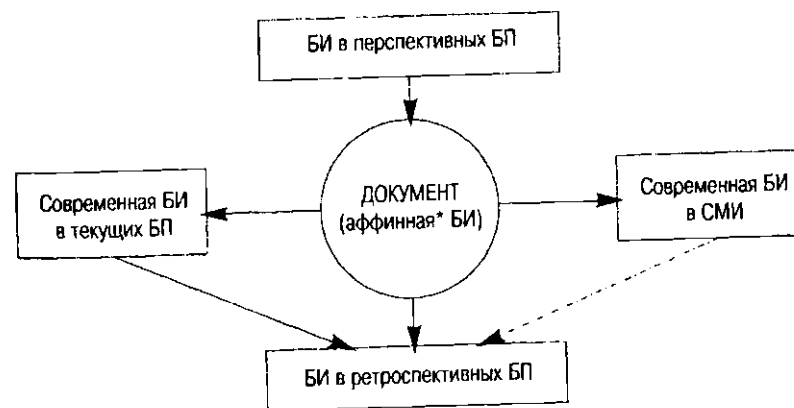 БИ в перспективных БП
ДОКУМЕНТ
(аффинная* БИ)
Современная БИ
в текущих БП
Современная БИ
в СМИ
БИ в ретроспективных БП